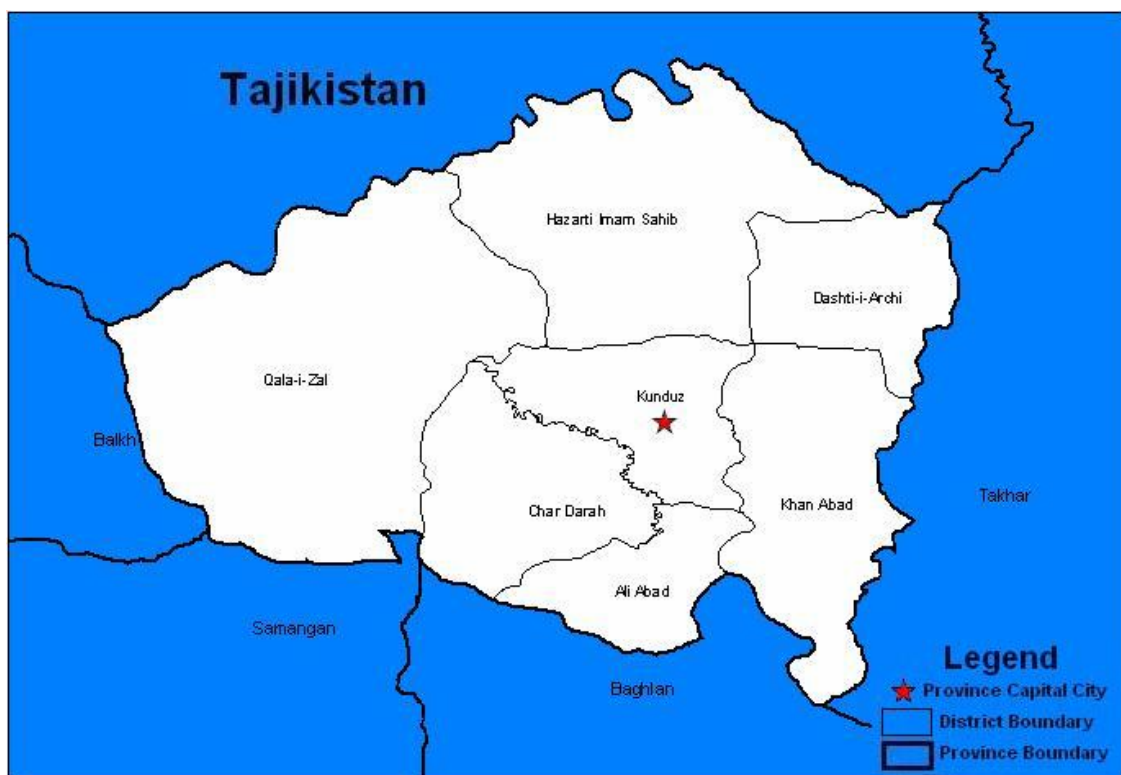 Tajikistan
Hazarti Imam Sahib
Dashti-i-Archi
Qala-i-Zal
Kunduz
Balkh
Takhar
Khan Abad
Char Darah
Ali Abad
Samangan
Baghlan
Legend
Province Capital City
District Boundary
Province Boundary